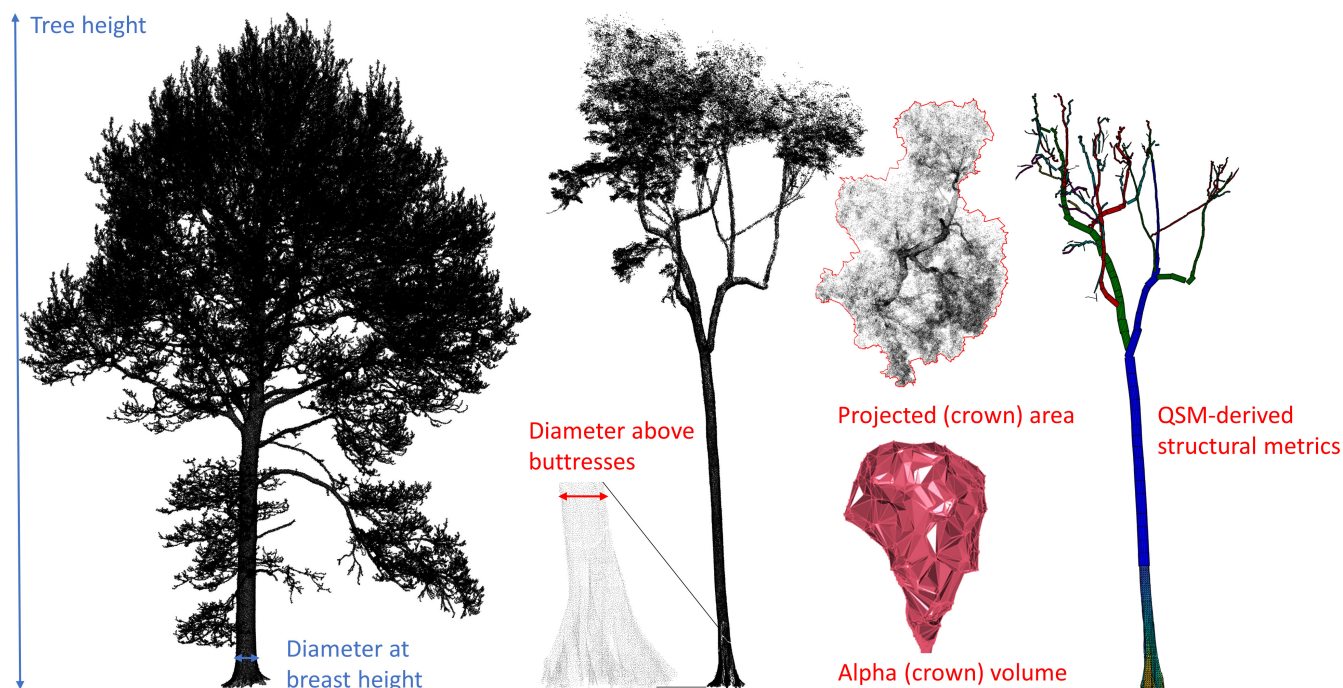 Tree height
Diameter at
breast height
Diameter above
buttresses
Projected (crown) area
Alpha (crown) volume
QSM-derived
structural metrics